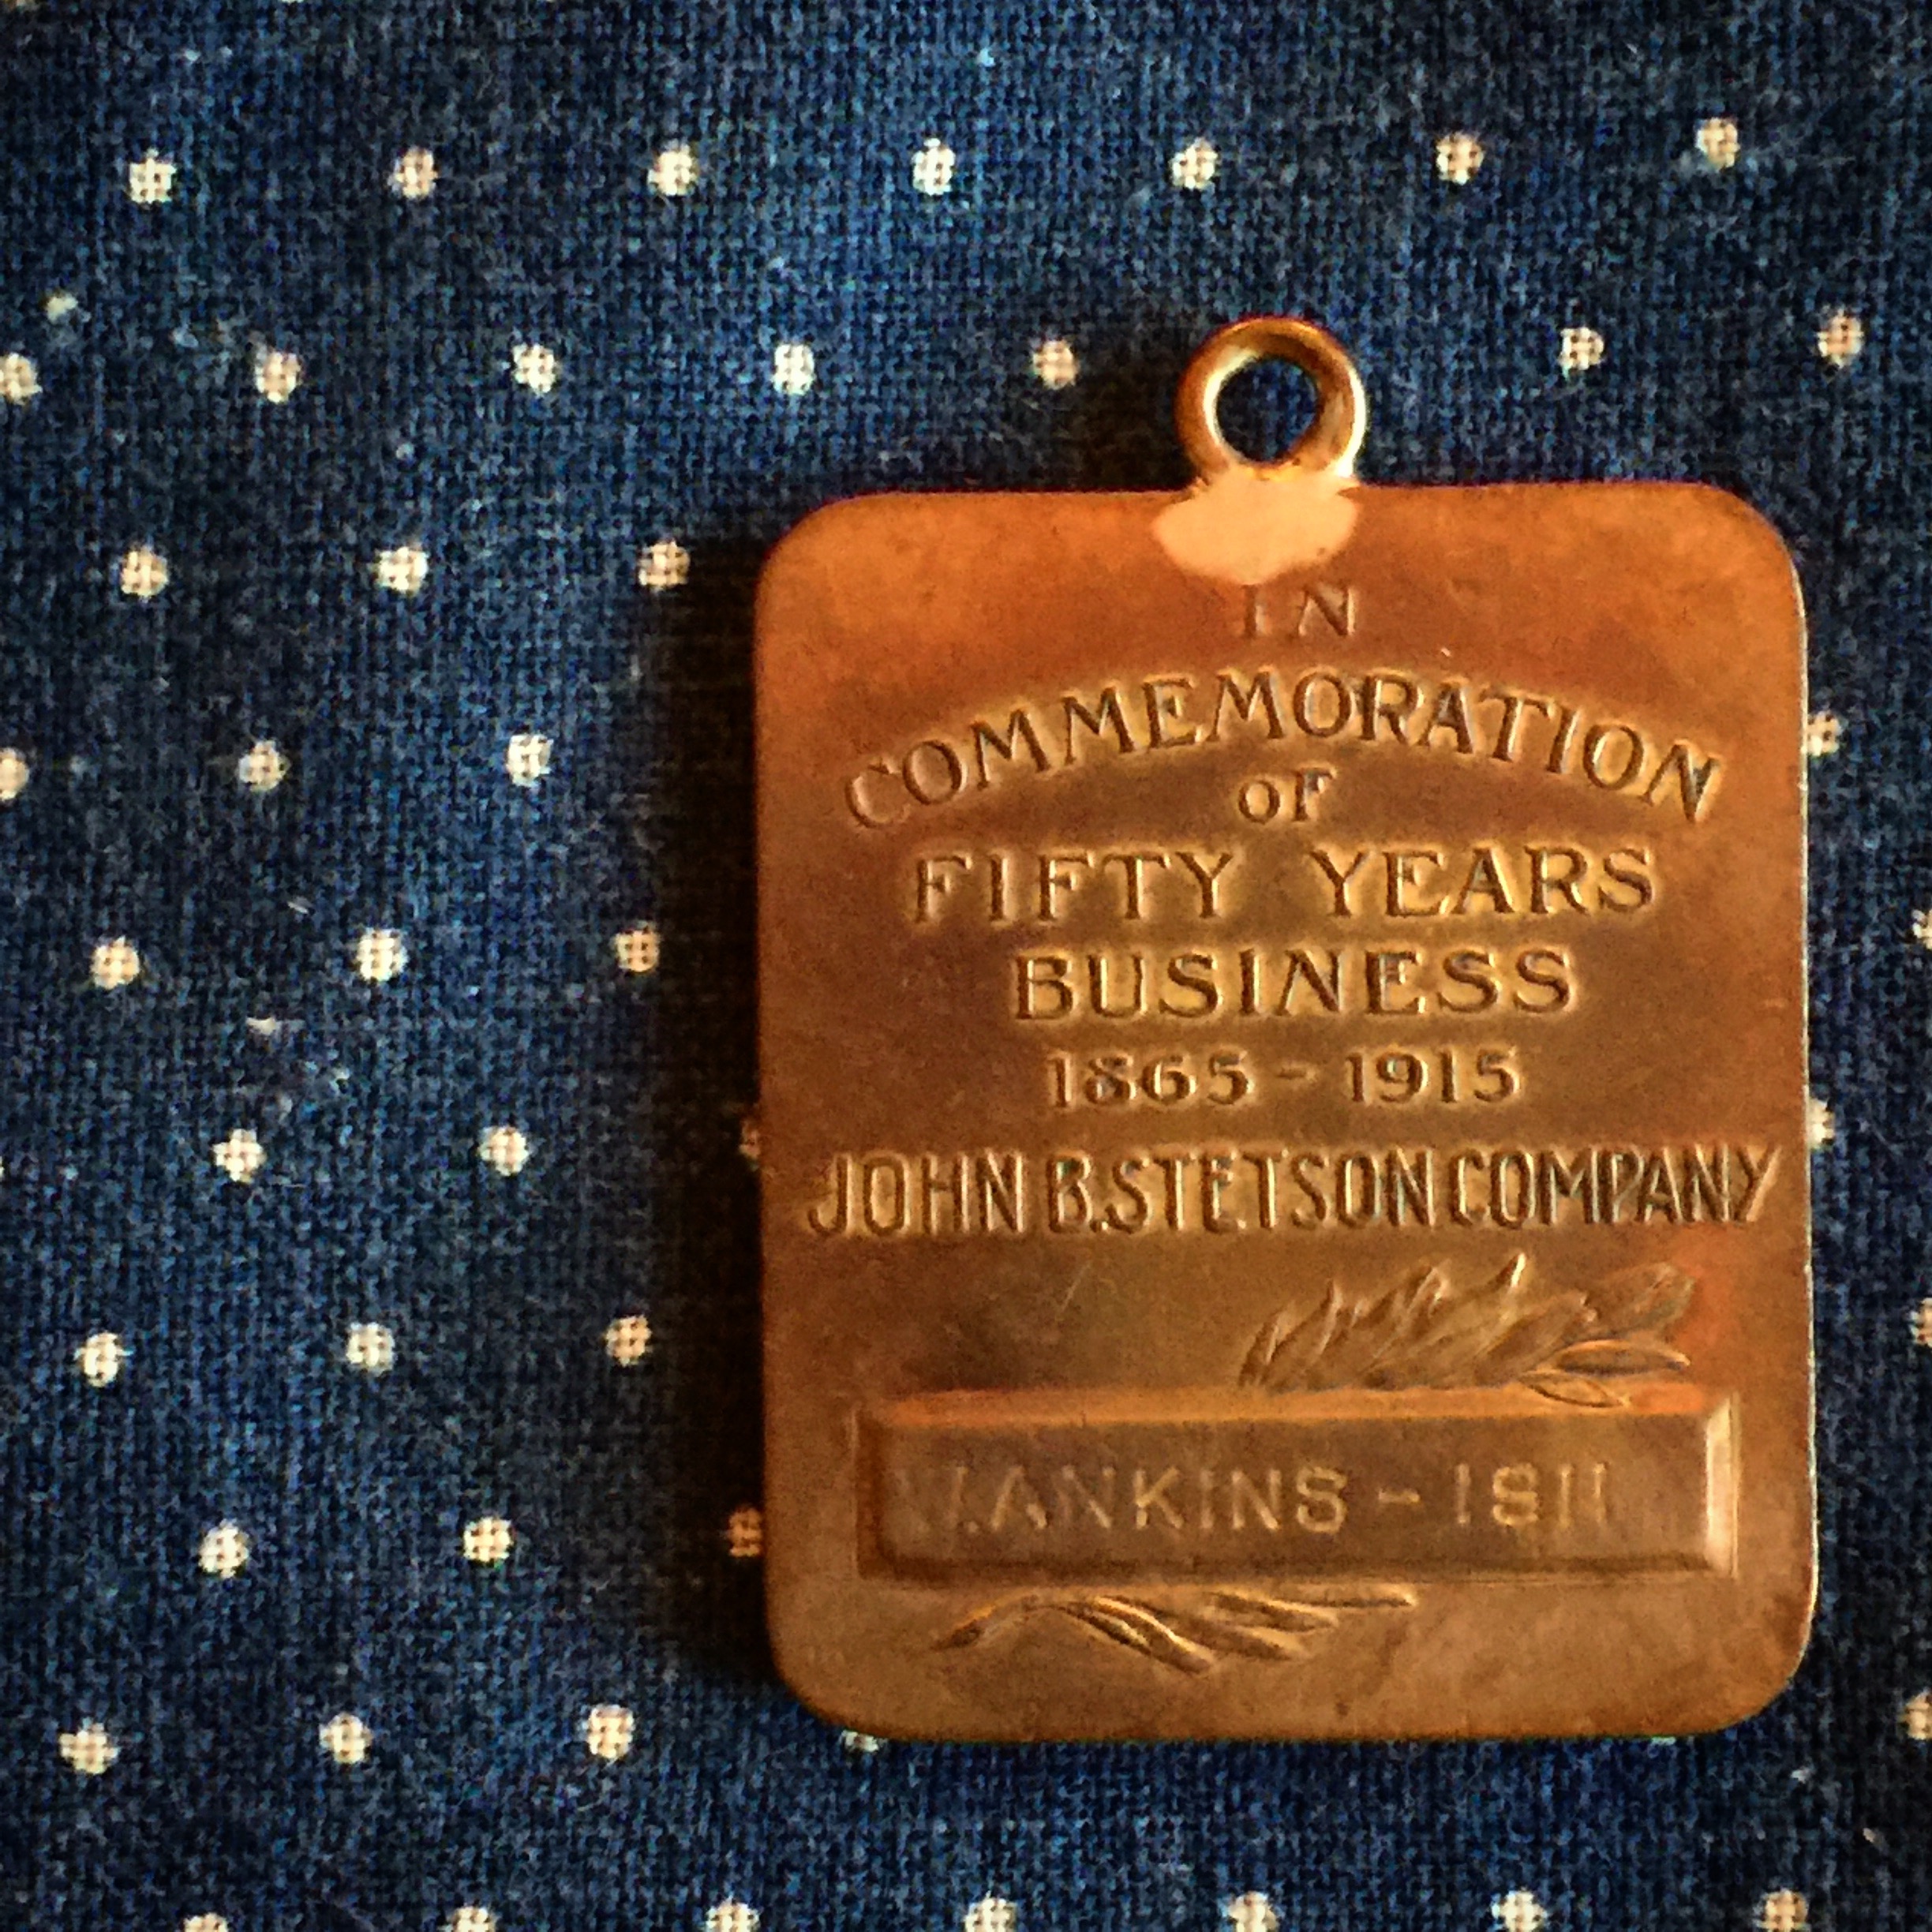 IN
COMMEMORATION
OF
FIFTY YEARS
BUSINESS
1865 - 1915
JOHN B. STETSON COMPANY